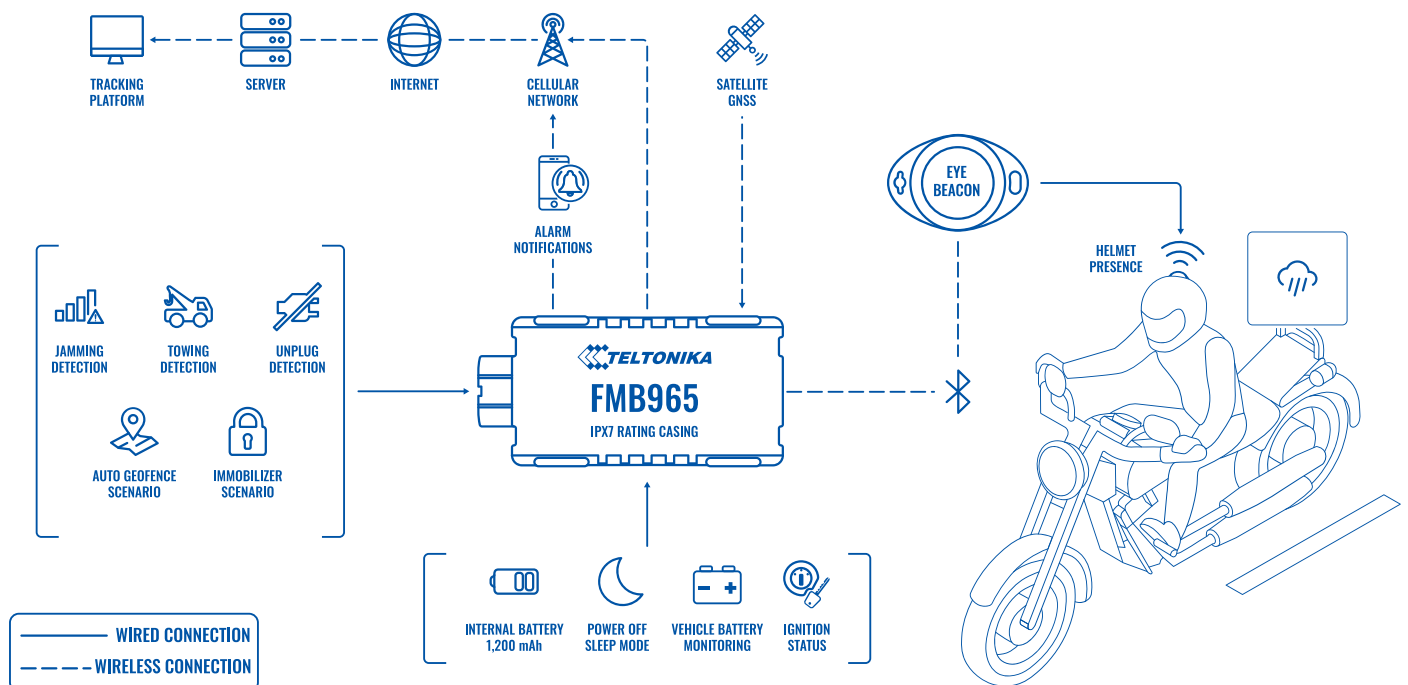 TRACKING
PLATFORM
SERVER
INTERNET
CELLULAR
NETWORK
SATELLITE
GNSS
ALARM
NOTIFICATIONS
EYE
BEACON
HELMET
PRESENCE
JAMMING
DETECTION
TOWING
DETECTION
UNPLUG
DETECTION
AUTO GEOFENCE
SCENARIO
IMMOBILIZER
SCENARIO
TELTONIKA
FMB965
IPX7 RATING CASING
INTERNAL BATTERY
1,200 mAh
POWER OFF
SLEEP MODE
VEHICLE BATTERY
MONITORING
IGNITION
STATUS
WIRED CONNECTION
WIRELESS CONNECTION